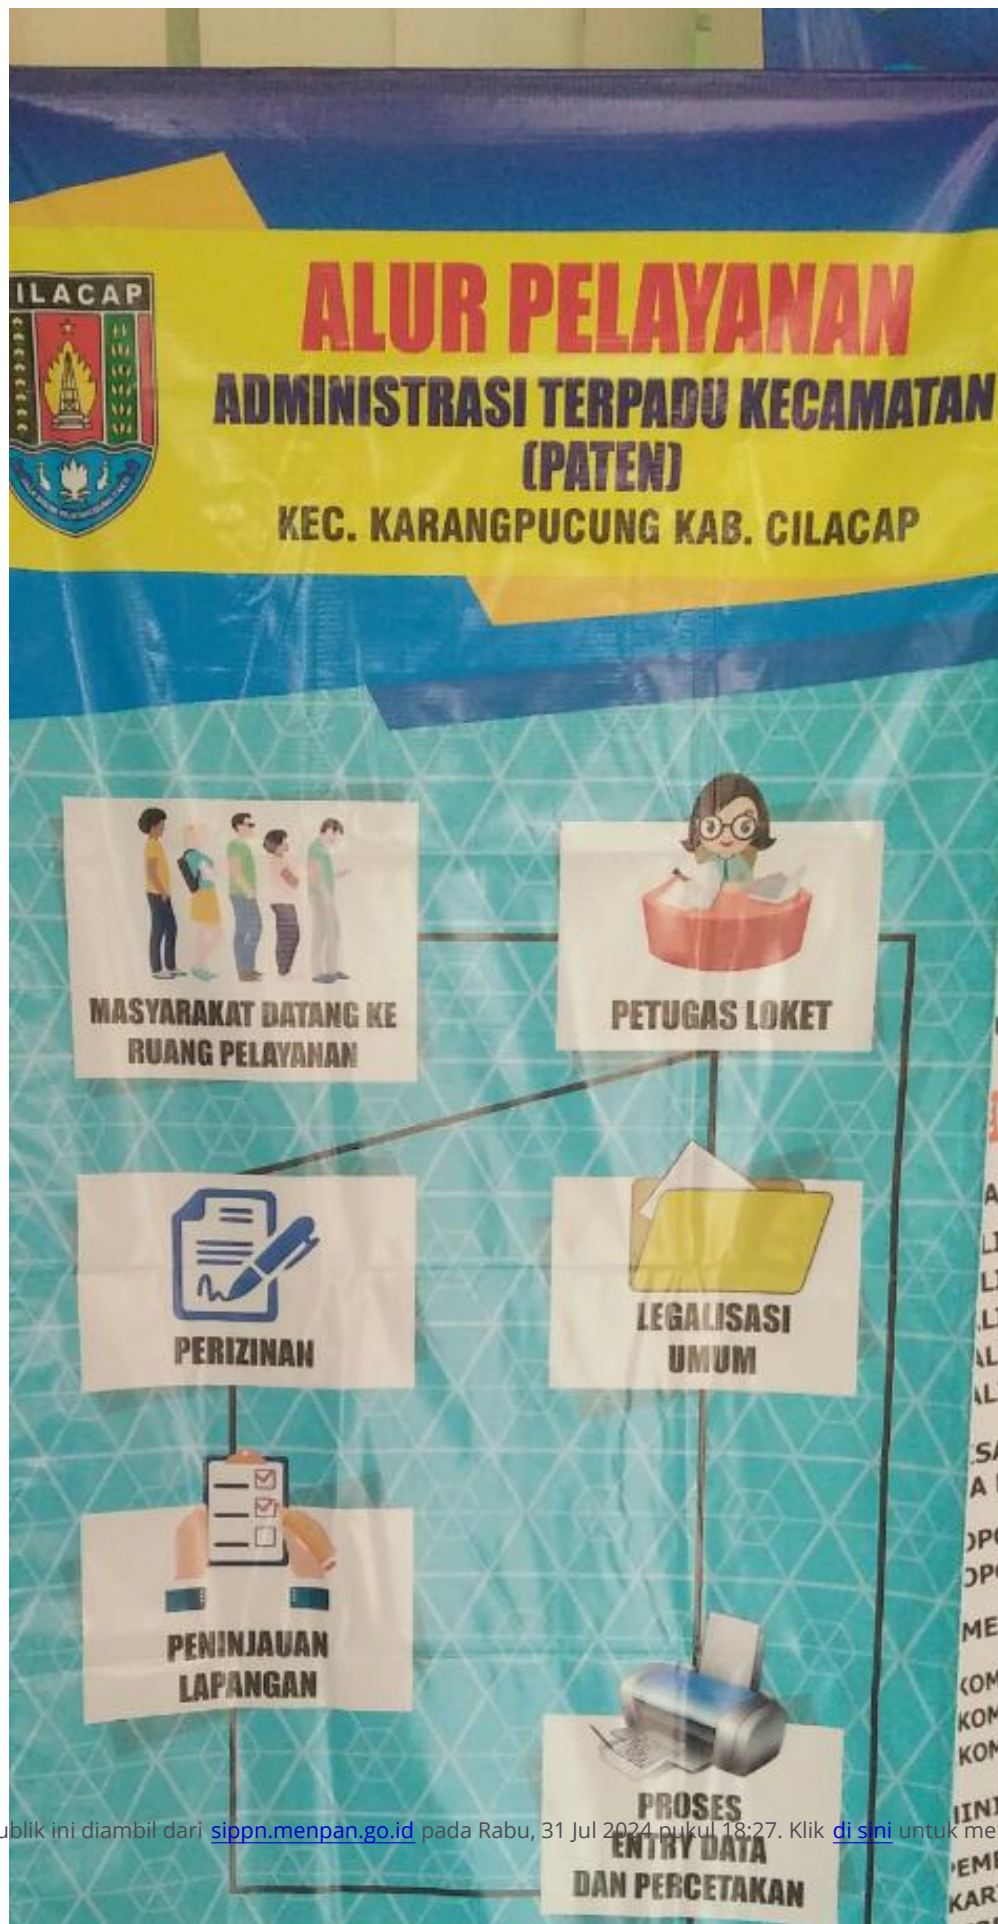 ILACAP
ALUR PELAYANAN
ADMINISTRASI TERPADU KECAMATAN
(PATEN)
KEC. KARANGPUCUNG KAB. CILACAP
MASYARAKAT DATANG KE
RUANG PELAYANAN
PETUGAS LOKET
PERIZINAN
LEGALISASI
UMUM
PENINJAUAN
LAPANGAN
PROSES
ublik ini diambil dari sippn.menpan.go.id pada Rabu, 31 Jul 2024 pukul 18:27. Klik di sini untuk me
ENTRY DATA
DAN PERCETAKAN